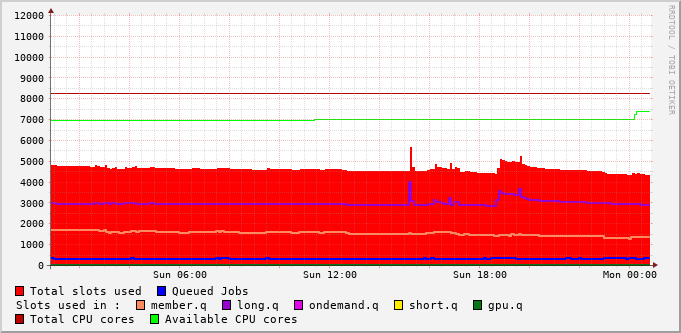 RRDTOOL / TOBI OETIKER
12000
11000
10000
9000
8000
7000
6000
5000
4000
3000
2000
1000
0
Sun 06:00 Sun 12:00 Sun 18:00 Mon 00:00
Total slots used Queued Jobs
Slots used in : member.q long.q ondemand.q short.q gpu.q
Total CPU cores Available CPU cores